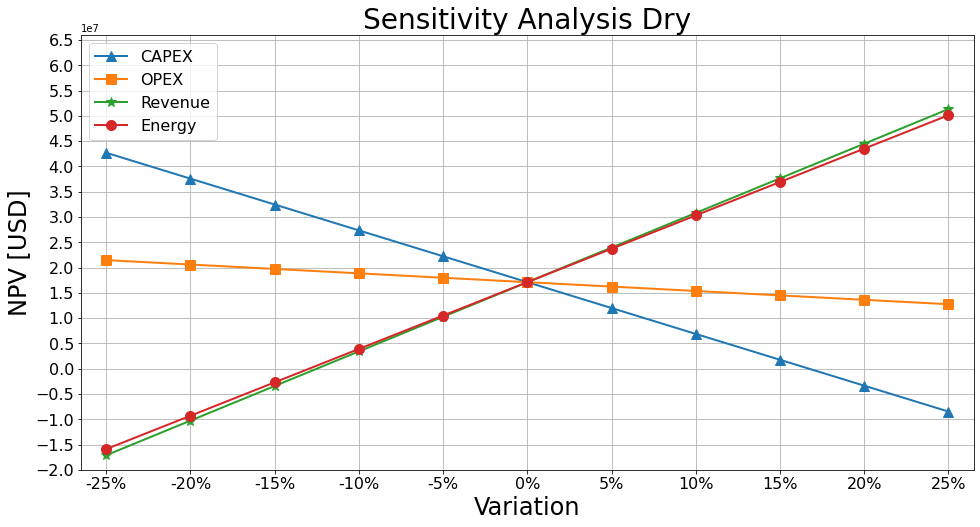 Sensitivity Analysis Dry
1e7
6.5
6.0
5.5
5.0
4.5
4.0
3.5
3.0
2.5
2.0
1.5
1.0
0.5
0.0
−0.5
−1.0
−1.5
−2.0
NPV [USD]
CAPEX
OPEX
Revenue
Energy
-25% -20% -15% -10% -5% 0% 5% 10% 15% 20% 25%
Variation